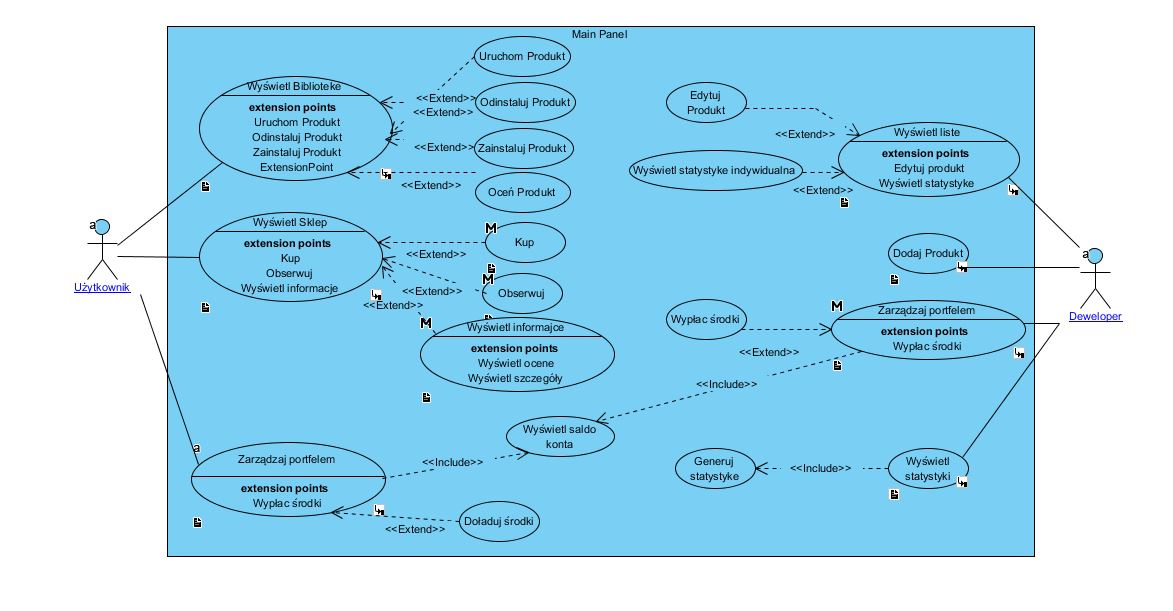 Main Panel
Uruchom Produkt
Wyświetl Biblioteke
extension points
Uruchom Produkt
Odinstaluj Produkt
Zainstaluj Produkt
ExtensionPoint
<<Extend>>
<<Extend>>
Odinstaluj Produkt
<<Extend>>
Zainstaluj Produkt
<<Extend>>
Oceń Produkt
Edytuj
Produkt
<<Extend>>
Wyświetl liste
extension points
Edytuj produkt
Wyświetl statystyke
Wyświetl statystyke indywidualna
<<Extend>>
a
Użytkownik
Wyświetl Sklep
extension points
Kup
Obserwuj
Wyświetl informacje
M
Kup
<<Extend>>
M
Obserwuj
<<Extend>>
<<Extend>>
M
Wyświetl informajce
extension points
Wyświetl ocene
Wyświetl szczegóły
Dodaj Produkt
a
Deweloper
Wypłac środki
<<Extend>>
M
Zarządzaj portfelem
extension points
Wypłac środki
<<Include>>
Wyświetl saldo
konta
a
Zarządzaj portfelem
extension points
Wypłac środki
<<Include>>
<<Extend>>
Doładuj środki
Generuj
statystyke
<<Include>>
Wyświetl
statystyki